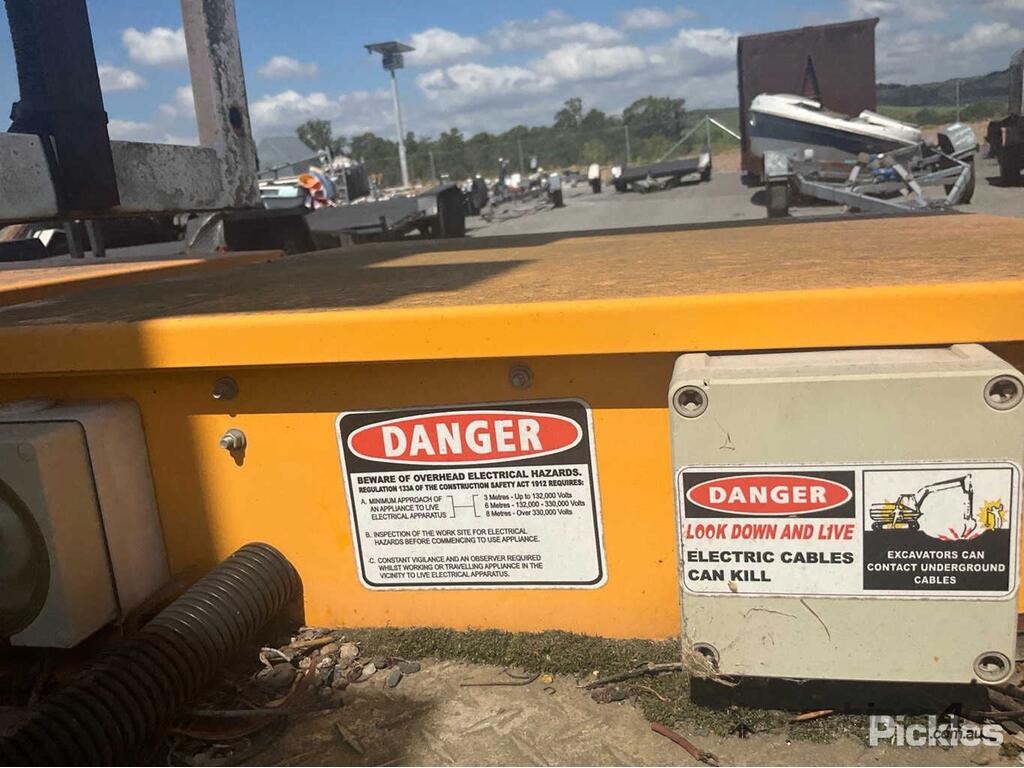 DANGER
BEWARE OF OVERHEAD ELECTRICAL HAZARDS.
REGULATION 133A OF THE CONSTRUCTION SAFETY ACT 1912 REQUIRES:
A. MINIMUM APPROACH OF
AN APPLIANCE TO LIVE
ELECTRICAL APPARATUS
3 Metres - Up to 132,000 Volts
6 Metres - 132,000 - 330,000 Volts
8 Metres - Over 330,000 Volts
B. INSPECTION OF THE WORK SITE FOR ELECTRICAL
HAZARDS BEFORE COMMENCING TO USE APPLIANCE.
C. CONSTANT VIGILANCE AND AN OBSERVER REQUIRED
WHILST WORKING OR TRAVELLING APPLIANCE IN THE
VICINITY TO LIVE ELECTRICAL APPARATUS.
DANGER
LOOK DOWN AND L1VE
ELECTRIC CABLES
CAN KILL
EXCAVATORS CAN
CONTACT UNDERGROUND
CABLES
Pickles
.com.au